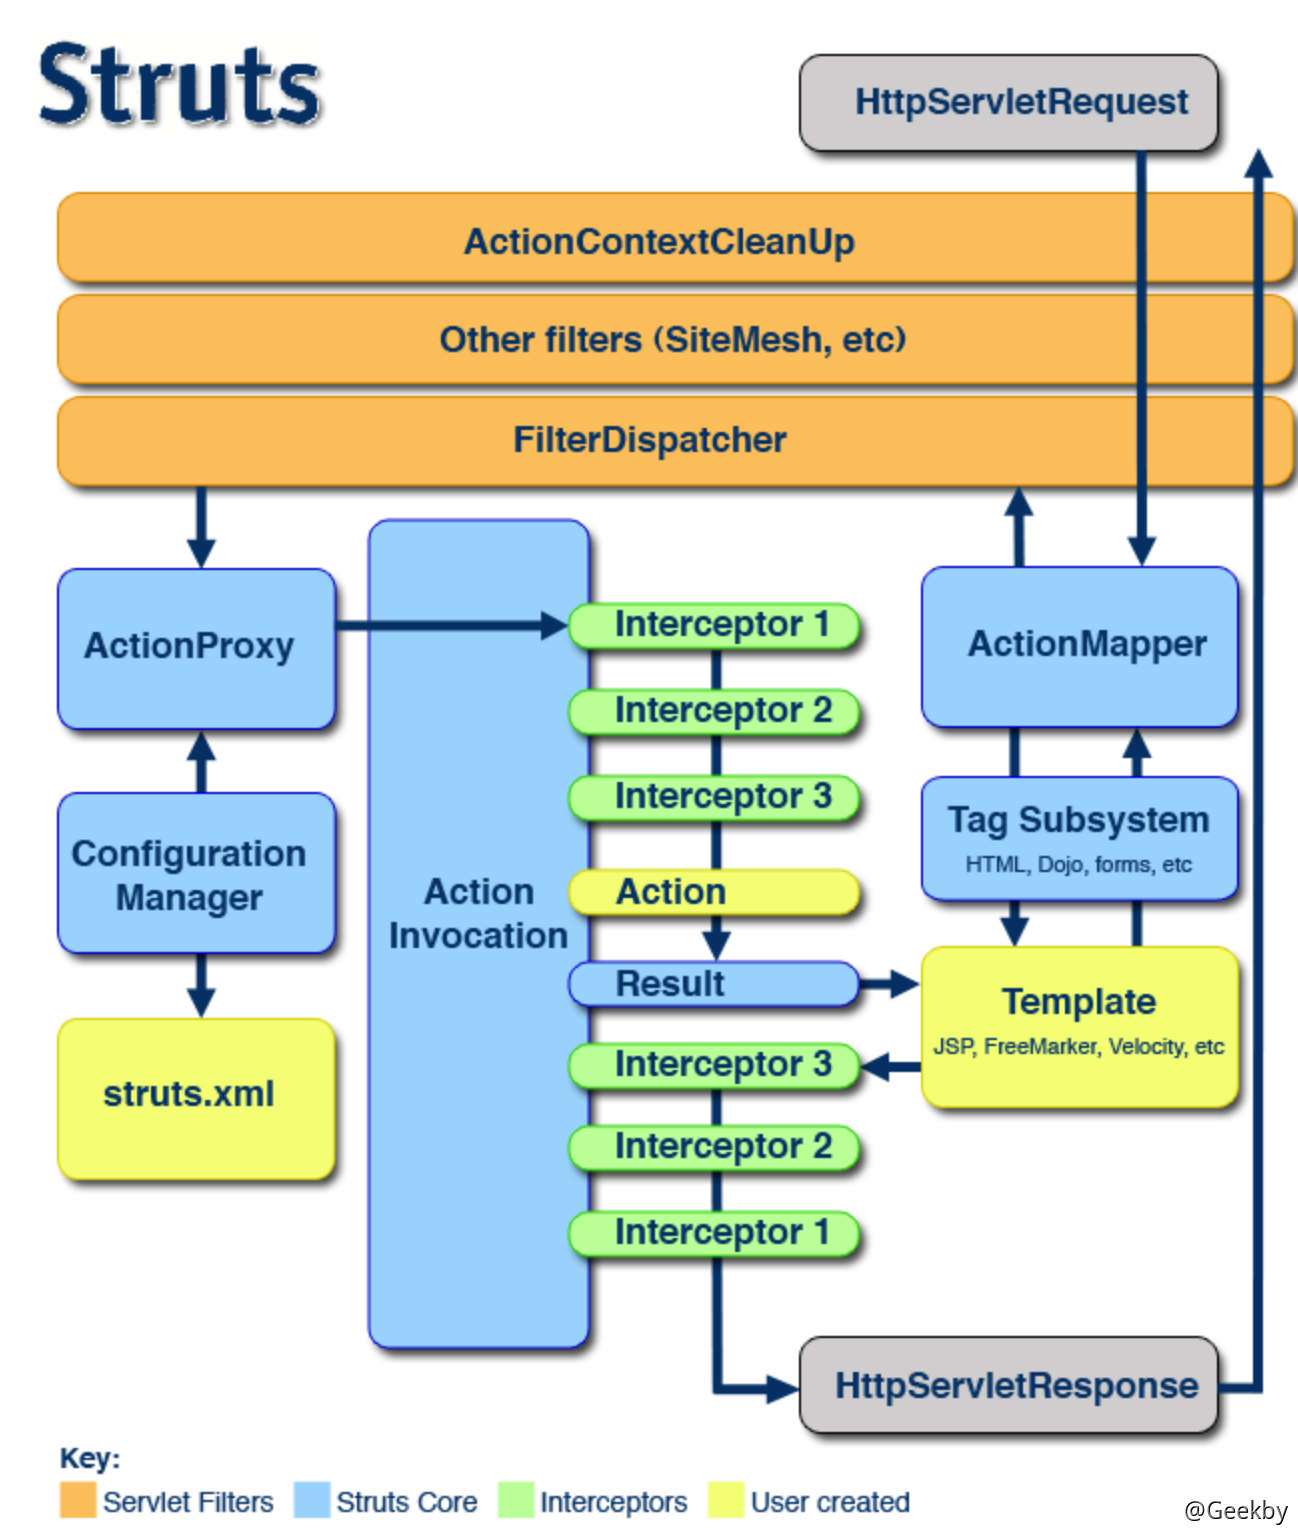 Struts
HttpServletRequest
ActionContextCleanUp
Other filters (SiteMesh, etc)
FilterDispatcher
ActionProxy
Configuration
Manager
struts.xml
Action
Invocation
Interceptor 1
Interceptor 2
Interceptor 3
Action
Result
Interceptor 3
Interceptor 2
Interceptor 1
ActionMapper
Tag Subsystem
HTML, Dojo, forms, etc
Template
JSP, FreeMarker, Velocity, etc
HttpServletResponse
Key:
Servlet Filters
Struts Core
Interceptors
User created
@Geekby